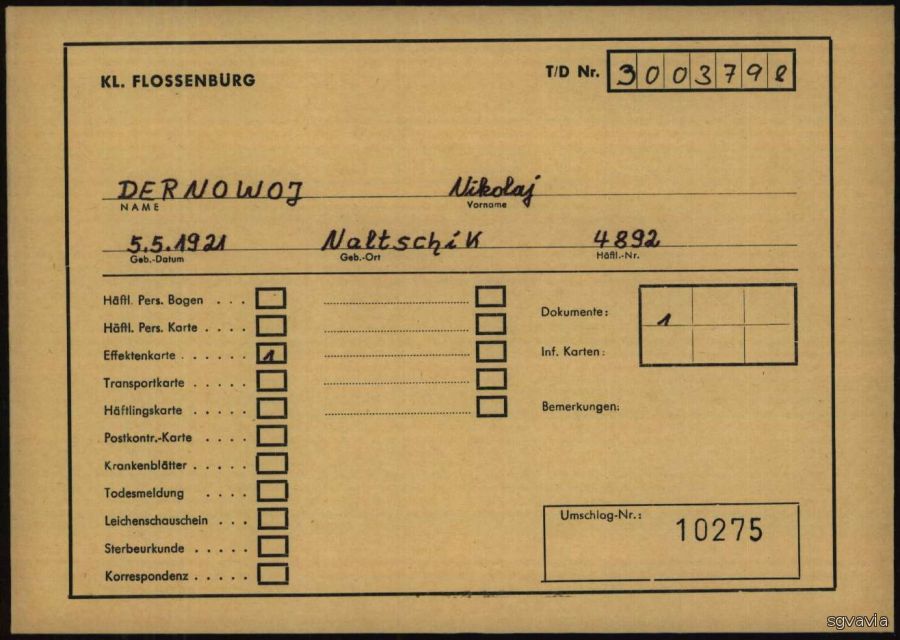 KL. FLOSSENBÜRG
T/D Nr. 3003798
DERNOWOJ Nikolaj
NAME Vorname
5.5.1921 Naltschik 4892
Geb.-Datum Geb.-Ort Häftl.-Nr.
Häftl. Pers. Bogen . . .
Häftl. Pers. Karte . . . . .
Effektenkarte . . . . . . 1
Transportkarte . . . . .
Häftlingskarte . . . . .
Postkontr.-Karte . . . .
Krankenblätter . . . . .
Todesmeldung . . . .
Leichenschauschein . . .
Sterbeurkunde . . . . .
Korrespondenz . . . . .
Dokumente: 1
Inf. Karten:
Bemerkungen:
Umschlag-Nr.: 10275
sgvavia